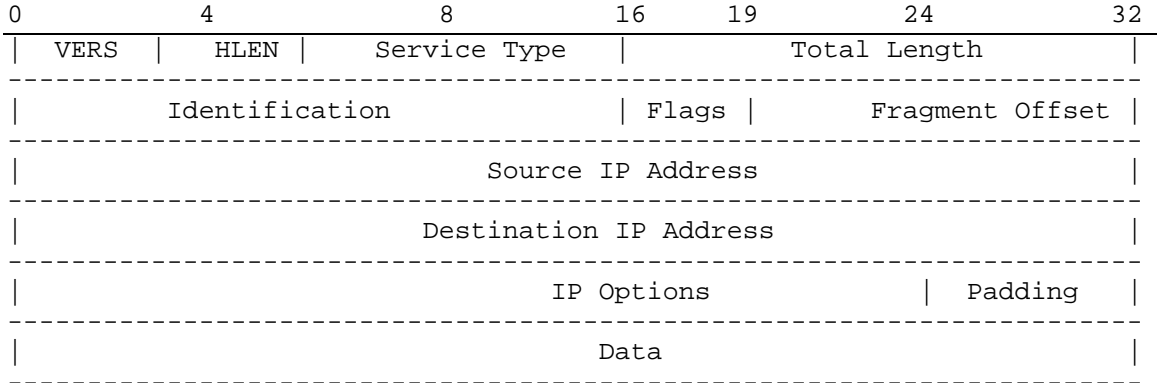 0 4 8 16 19 24 32
| VERS | HLEN | Service Type | Total Length |
| Identification | Flags | Fragment Offset |
| Source IP Address |
| Destination IP Address |
| IP Options | Padding |
| Data |